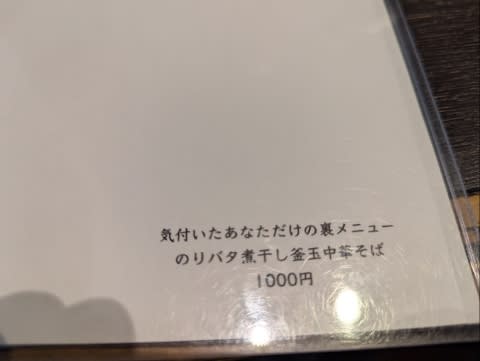 気付いたあなただけの裏メニュー
のりバタ煮干し釜玉中華そば
1000円